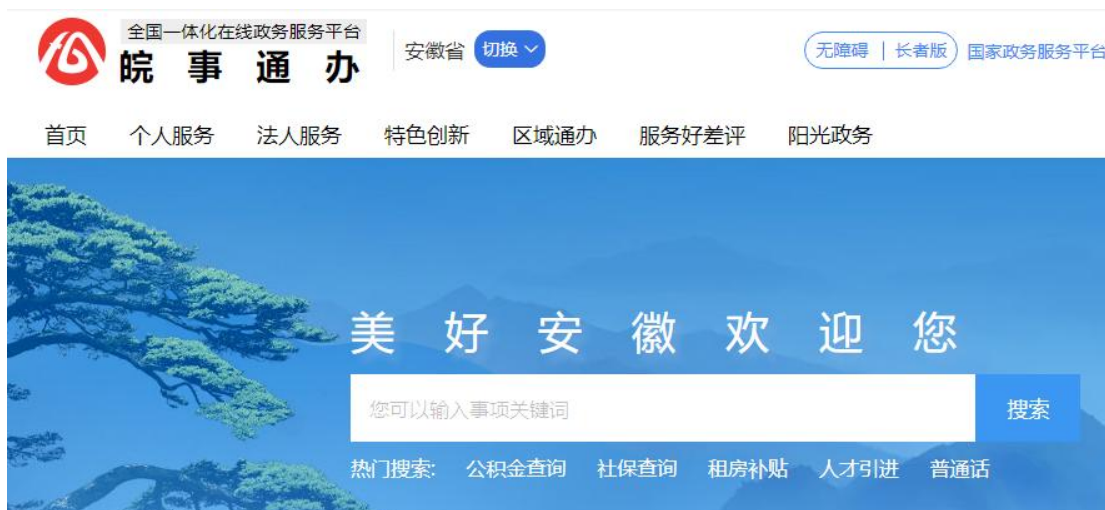 全国一体化在线政务服务平台
皖事通办
安徽省 切换
无障碍 | 长者版 国家政务服务平台
首页 个人服务 法人服务 特色创新 区域通办 服务好差评 阳光政务
美好安徽欢迎您
您可以输入事项关键词 搜索
热门搜索: 公积金查询 社保查询 租房补贴 人才引进 普通话